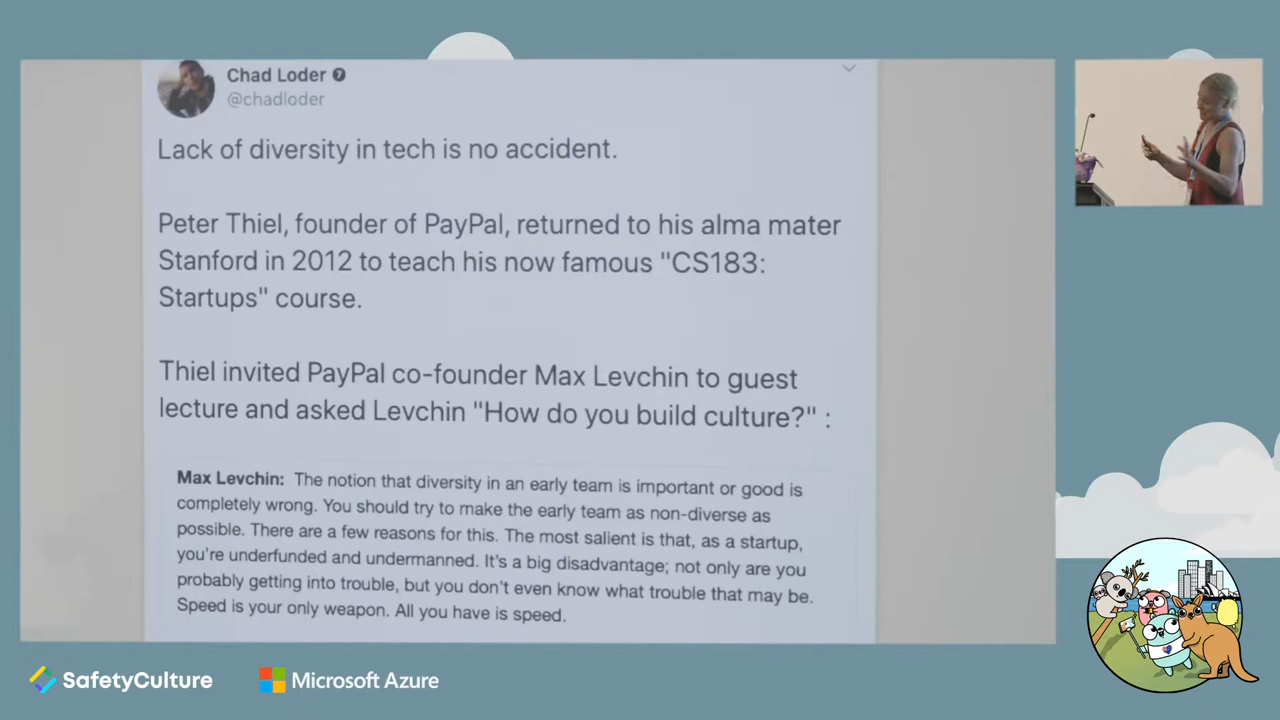 Chad Loder
@chadloder
Lack of diversity in tech is no accident.
Peter Thiel, founder of PayPal, returned to his alma mater
Stanford in 2012 to teach his now famous "CS183:
Startups" course.
Thiel invited PayPal co-founder Max Levchin to guest
lecture and asked Levchin "How do you build culture?" :
Max Levchin: The notion that diversity in an early team is important or good is
completely wrong. You should try to make the early team as non-diverse as
possible. There are a few reasons for this. The most salient is that, as a startup,
you're underfunded and undermanned. It's a big disadvantage; not only are you
probably getting into trouble, but you don't even know what trouble that may be.
Speed is your only weapon. All you have is speed.
SafetyCulture
Microsoft Azure